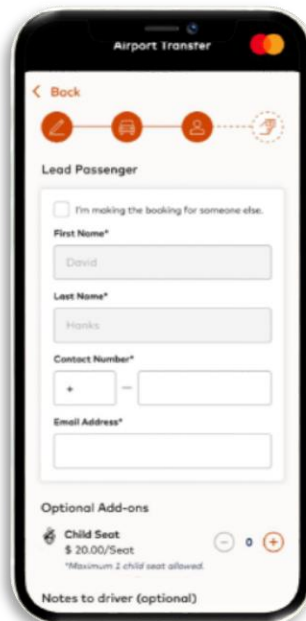 Airport Transfer
Back
Lead Passenger
I'm making the booking for someone else.
First Name*
David
Last Name*
Hanks
Contact Number*
+
Email Address*
Optional Add-ons
Child Seat
$ 20.00/Seat
0
*Maximum 1 child seat allowed.
Notes to driver (optional)